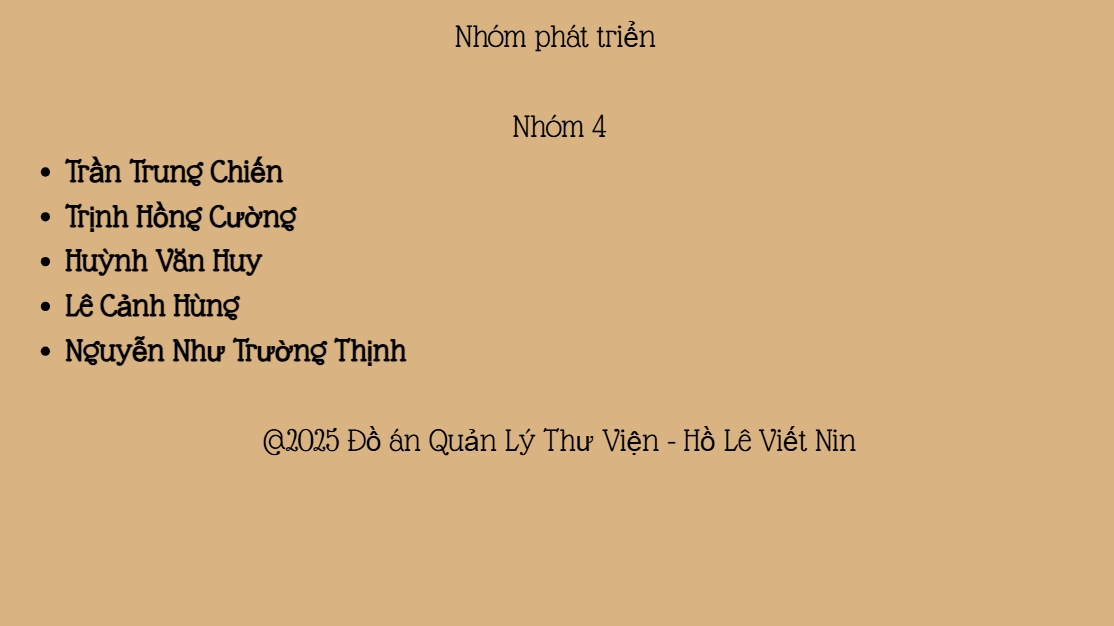 Nhóm phát triển
Nhóm 4
• Trần Trung Chiến
• Trịnh Hồng Cường
• Huỳnh Văn Huy
• Lê Cảnh Hùng
• Nguyễn Như Trường Thịnh
@2025 Đồ án Quản Lý Thư Viện - Hồ Lê Viết Nin